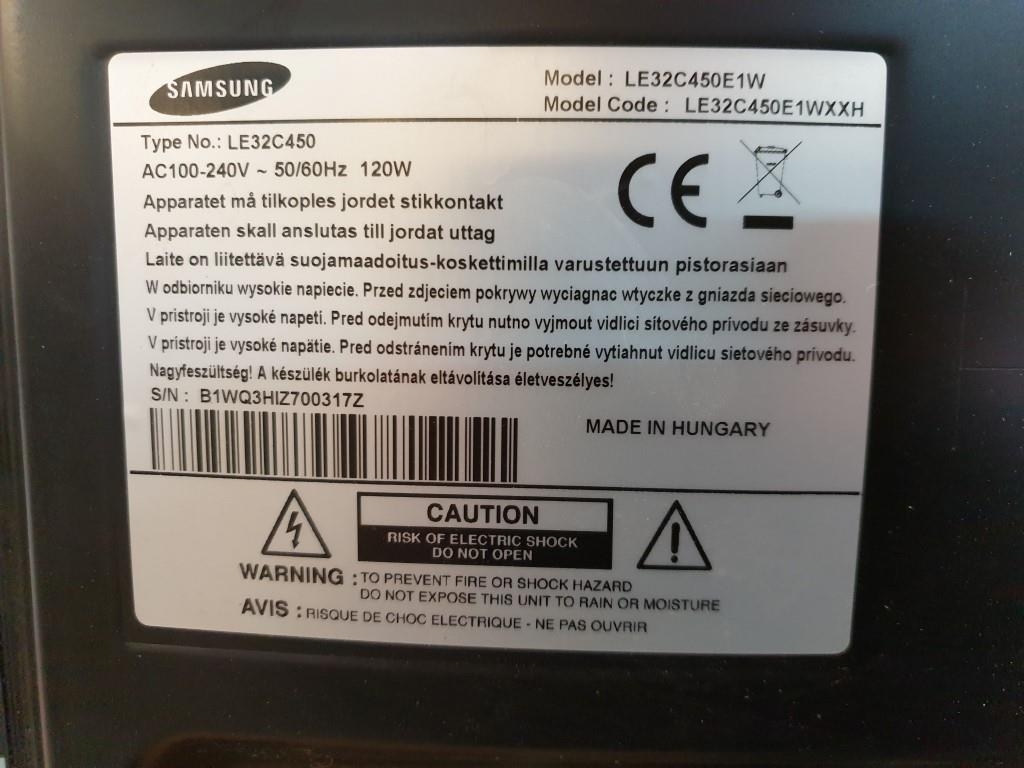 SAMSUNG
Model : LE32C450E1W
Model Code : LE32C450E1WXXH
Type No.: LE32C450
AC100-240V ~ 50/60Hz 120W
Apparatet må tilkoples jordet stikkontakt
Apparaten skall anslutas till jordat uttag
Laite on liitettävä suojamaadoitus-koskettimilla varustettuun pistorasiaan
W odbiorniku wysokie napiecie. Przed zdjeciem pokrywy wyciagnac wtyczke z gniazda sieciowego.
V pristroji je vysoké napeti. Pred odejmutím krytu nutno vyjmout vidlici sítového privodu ze zásuvky.
V pristroji je vysoké napätie. Pred odstránením krytu je potrebné vytiahnut vidlicu sietového privodu.
Nagyfeszültség! A készülék burkolatának eltávolítása életveszélyes!
S/N : B1WQ3HIZ700317Z
MADE IN HUNGARY
CE
CAUTION
RISK OF ELECTRIC SHOCK
DO NOT OPEN
WARNING : TO PREVENT FIRE OR SHOCK HAZARD
DO NOT EXPOSE THIS UNIT TO RAIN OR MOISTURE
AVIS : RISQUE DE CHOC ELECTRIQUE - NE PAS OUVRIR